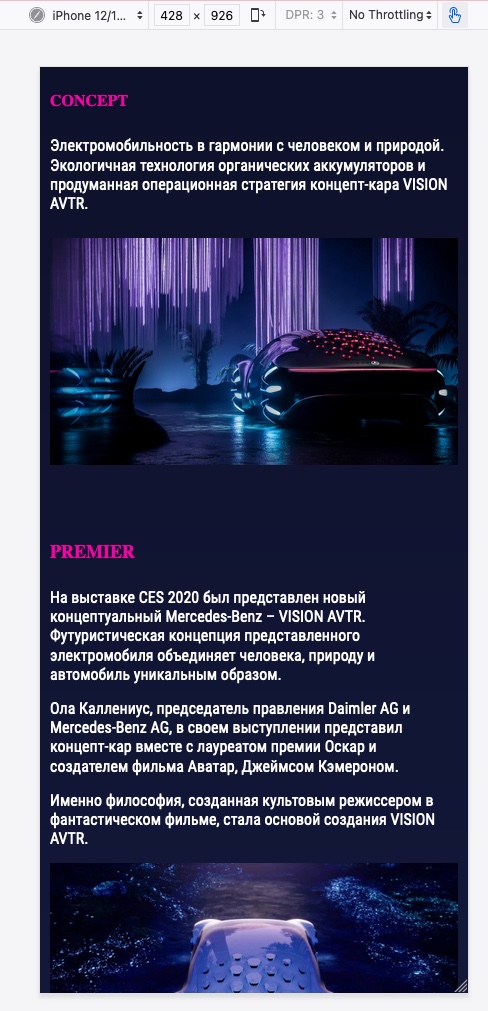 iPhone 12/1... 428 × 926 DPR: 3 No Throttling
CONCEPT
Электромобильность в гармонии с человеком и природой.
Экологичная технология органических аккумуляторов и
продуманная операционная стратегия концепт-кара VISION
AVTR.
PREMIER
На выставке CES 2020 был представлен новый
концептуальный Mercedes-Benz – VISION AVTR.
Футуристическая концепция представленного
электромобиля объединяет человека, природу и
автомобиль уникальным образом.
Ола Каллениус, председатель правления Daimler AG и
Mercedes-Benz AG, в своем выступлении представил
концепт-кар вместе с лауреатом премии Оскар и
создателем фильма Аватар, Джеймсом Кэмероном.
Именно философия, созданная культовым режиссером в
фантастическом фильме, стала основой создания VISION
AVTR.